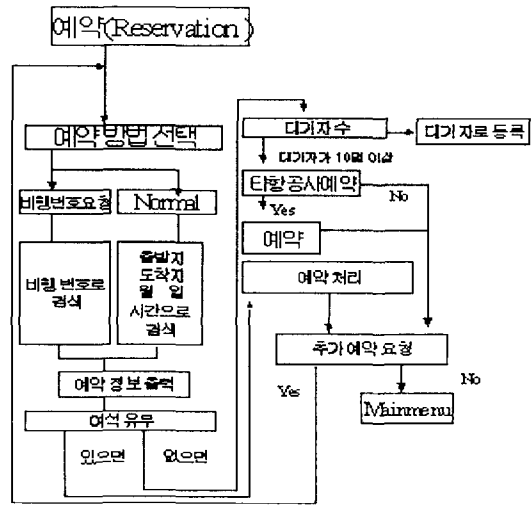 예약(Reservation)
예약 방법 선택
비행번호요청
Normal
비행 번호로
검색
출발지
도착지
월 일
시간으로
검색
예약 정보 출력
여석 유무
있으면
없으면
대기자 수
대기자로 등록
대기자가 10명 이상
타항공사예약
Yes
No
예약
예약 처리
추가 예약 요청
Yes
No
Mainmenu